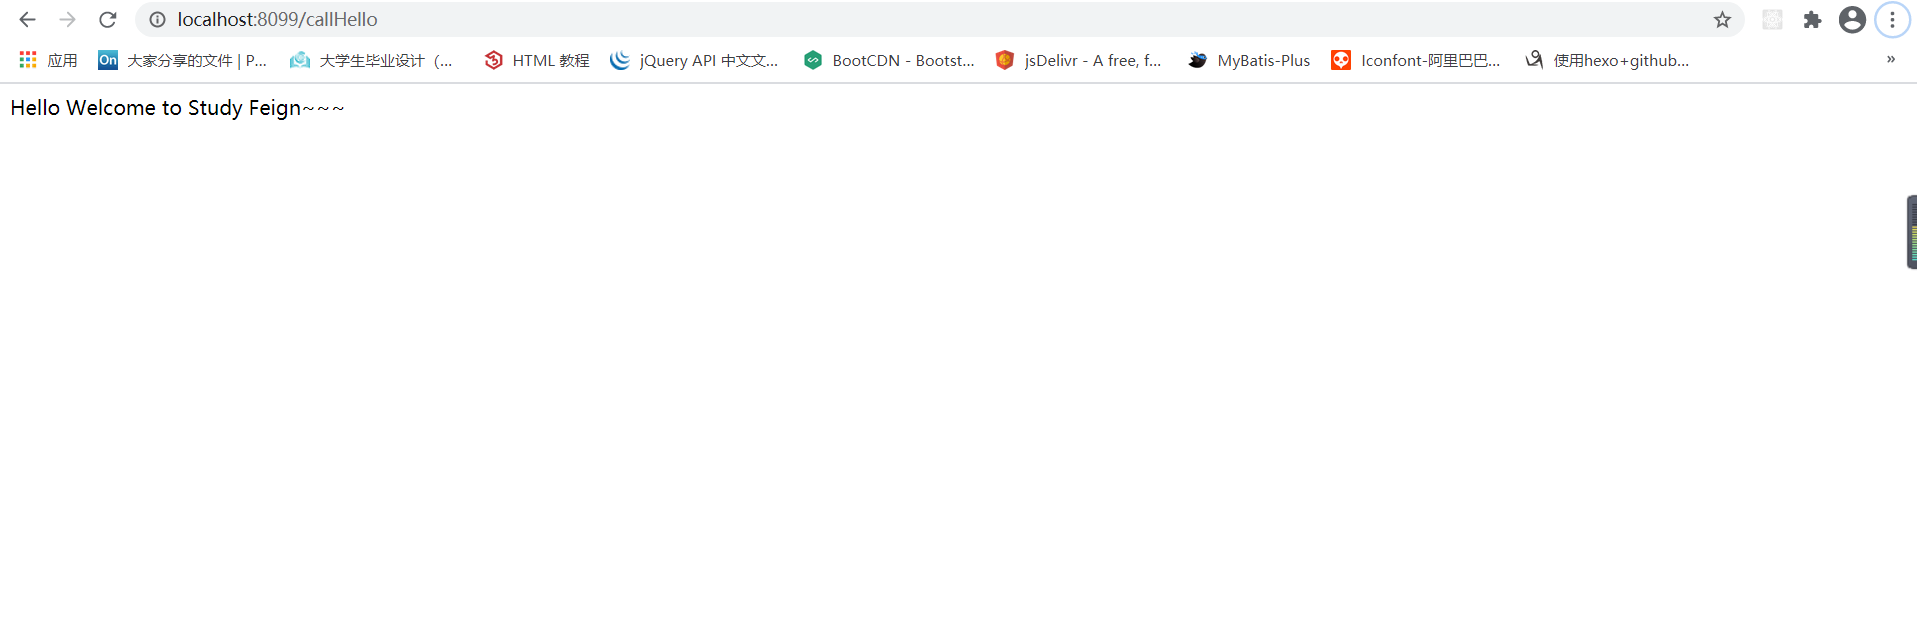 localhost:8099/callHello
应用 On 大家分享的文件 | P... 大学生毕业设计（... HTML 教程 jQuery API 中文文... BootCDN - Bootst... jsDelivr - A free, f... MyBatis-Plus Iconfont-阿里巴巴... 使用hexo+github... »
Hello Welcome to Study Feign~~~